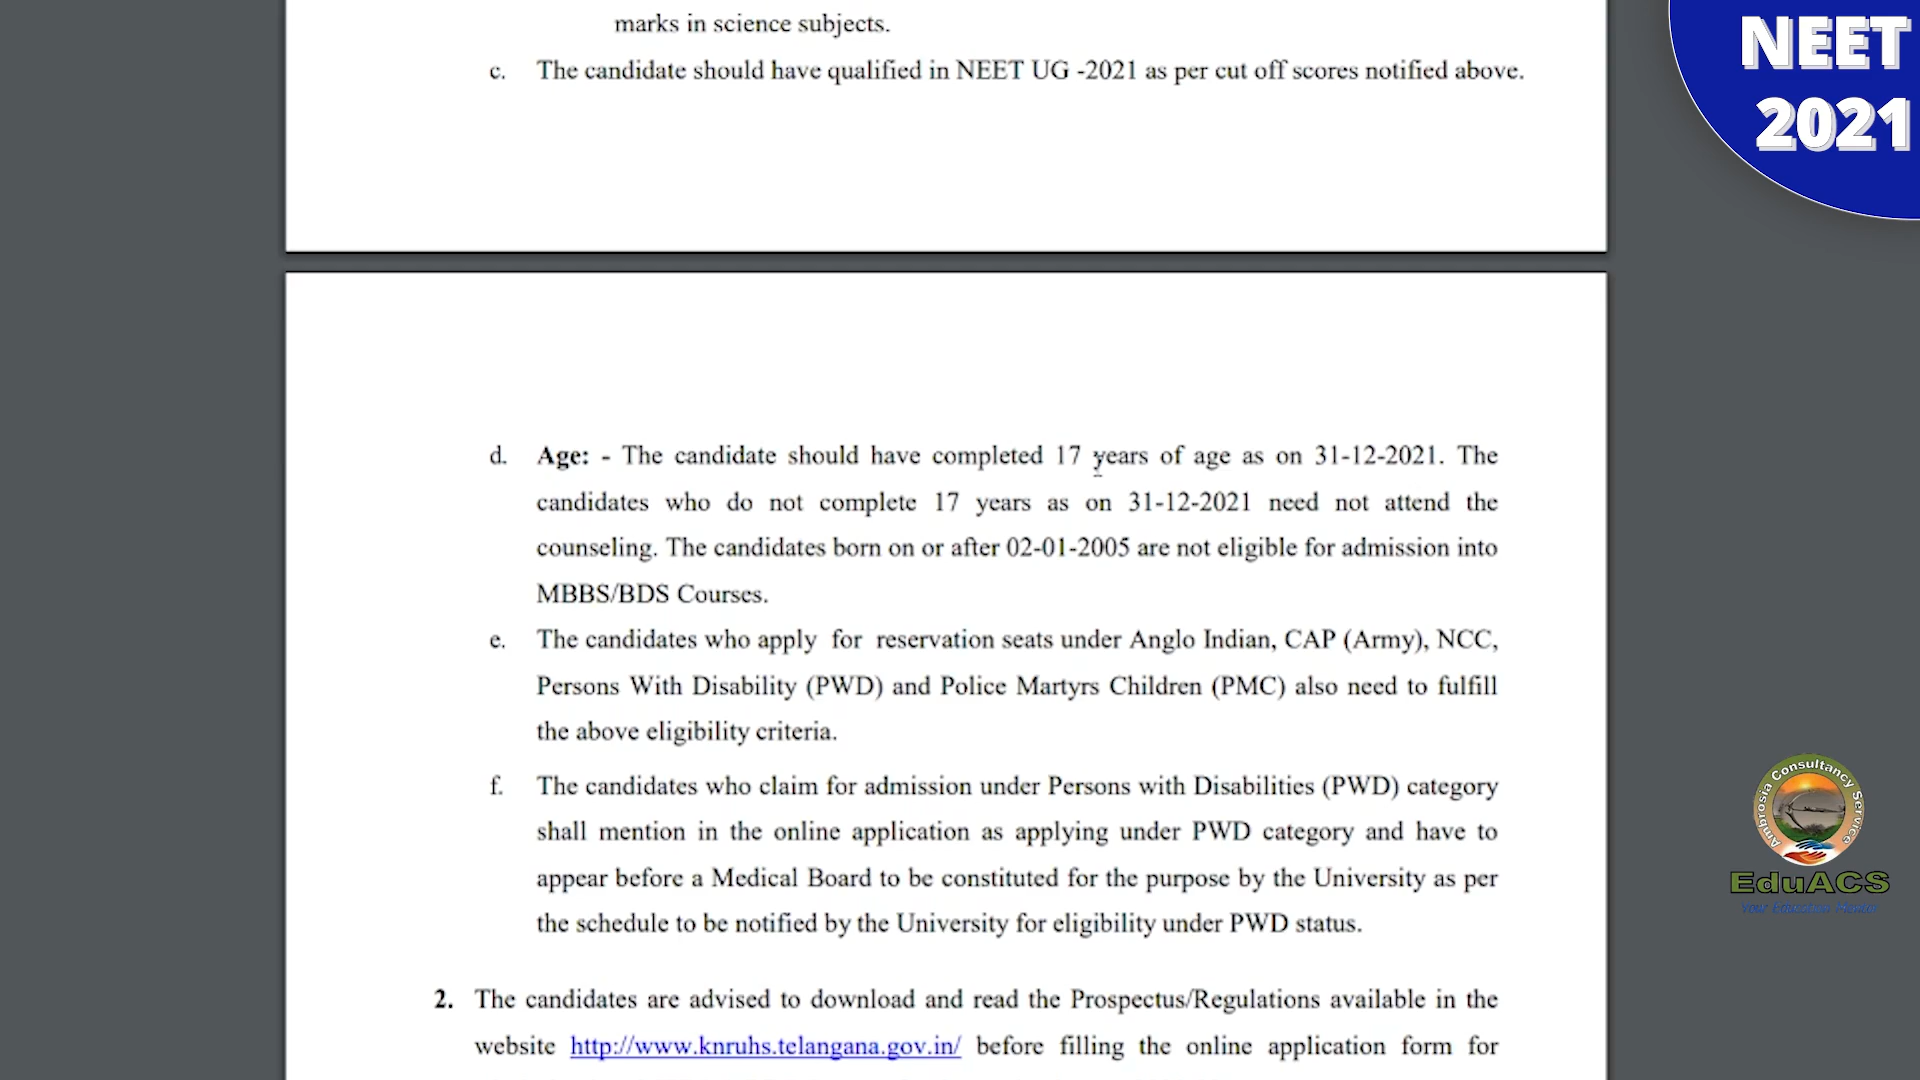 marks in science subjects.
c. The candidate should have qualified in NEET UG -2021 as per cut off scores notified above.
NEET
2021
d. Age: - The candidate should have completed 17 years of age as on 31-12-2021. The
candidates who do not complete 17 years as on 31-12-2021 need not attend the
counseling. The candidates born on or after 02-01-2005 are not eligible for admission into
MBBS/BDS Courses.
e. The candidates who apply for reservation seats under Anglo Indian, CAP (Army), NCC,
Persons With Disability (PWD) and Police Martyrs Children (PMC) also need to fulfill
the above eligibility criteria.
f. The candidates who claim for admission under Persons with Disabilities (PWD) category
shall mention in the online application as applying under PWD category and have to
appear before a Medical Board to be constituted for the purpose by the University as per
the schedule to be notified by the University for eligibility under PWD status.
2. The candidates are advised to download and read the Prospectus/Regulations available in the
website http://www.knruhs.telangana.gov.in/ before filling the online application form for
Ambrosia Consultancy Service
EduACS
Your Education Mentor